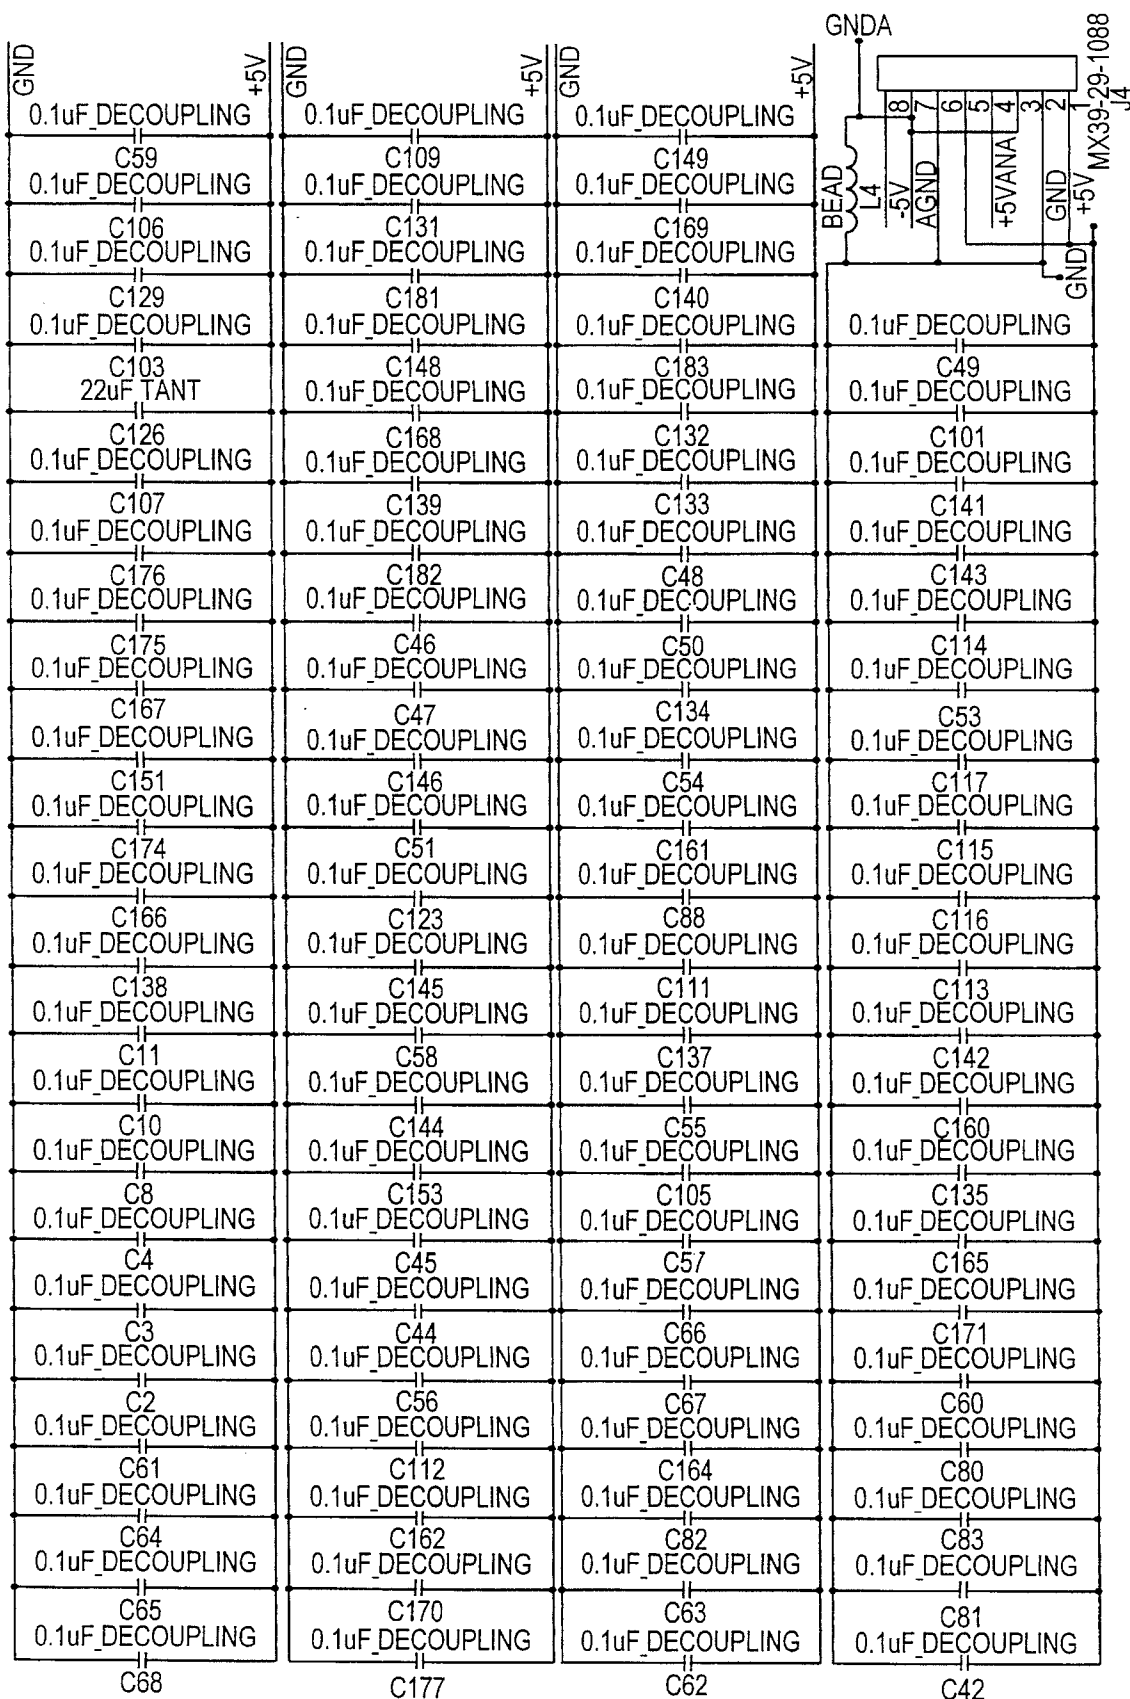 GND
+5V
0.1uF_DECOUPLING
C59
0.1uF_DECOUPLING
C106
0.1uF_DECOUPLING
C129
0.1uF_DECOUPLING
C103
22uF_TANT
C126
0.1uF_DECOUPLING
C107
0.1uF_DECOUPLING
C176
0.1uF_DECOUPLING
C175
0.1uF_DECOUPLING
C167
0.1uF_DECOUPLING
C151
0.1uF_DECOUPLING
C174
0.1uF_DECOUPLING
C166
0.1uF_DECOUPLING
C138
0.1uF_DECOUPLING
C11
0.1uF_DECOUPLING
C10
0.1uF_DECOUPLING
C8
0.1uF_DECOUPLING
C4
0.1uF_DECOUPLING
C3
0.1uF_DECOUPLING
C2
0.1uF_DECOUPLING
C61
0.1uF_DECOUPLING
C64
0.1uF_DECOUPLING
C65
0.1uF_DECOUPLING
C68
GND
+5V
0.1uF_DECOUPLING
C109
0.1uF_DECOUPLING
C131
0.1uF_DECOUPLING
C181
0.1uF_DECOUPLING
C148
0.1uF_DECOUPLING
C168
0.1uF_DECOUPLING
C139
0.1uF_DECOUPLING
C182
0.1uF_DECOUPLING
C46
0.1uF_DECOUPLING
C47
0.1uF_DECOUPLING
C146
0.1uF_DECOUPLING
C51
0.1uF_DECOUPLING
C123
0.1uF_DECOUPLING
C145
0.1uF_DECOUPLING
C58
0.1uF_DECOUPLING
C144
0.1uF_DECOUPLING
C153
0.1uF_DECOUPLING
C45
0.1uF_DECOUPLING
C44
0.1uF_DECOUPLING
C56
0.1uF_DECOUPLING
C112
0.1uF_DECOUPLING
C162
0.1uF_DECOUPLING
C170
0.1uF_DECOUPLING
C177
GND
+5V
0.1uF_DECOUPLING
C149
0.1uF_DECOUPLING
C169
0.1uF_DECOUPLING
C140
0.1uF_DECOUPLING
C183
0.1uF_DECOUPLING
C132
0.1uF_DECOUPLING
C133
0.1uF_DECOUPLING
C48
0.1uF_DECOUPLING
C50
0.1uF_DECOUPLING
C134
0.1uF_DECOUPLING
C54
0.1uF_DECOUPLING
C161
0.1uF_DECOUPLING
C88
0.1uF_DECOUPLING
C111
0.1uF_DECOUPLING
C137
0.1uF_DECOUPLING
C55
0.1uF_DECOUPLING
C105
0.1uF_DECOUPLING
C57
0.1uF_DECOUPLING
C66
0.1uF_DECOUPLING
C67
0.1uF_DECOUPLING
C164
0.1uF_DECOUPLING
C82
0.1uF_DECOUPLING
C63
0.1uF_DECOUPLING
C62
GNDA
8
7
6
5
4
3
2
1
J4
MX39-29-1088
BEAD
L4
-5V
AGND
+5VANA
GND
+5V
GND
0.1uF_DECOUPLING
C49
0.1uF_DECOUPLING
C101
0.1uF_DECOUPLING
C141
0.1uF_DECOUPLING
C143
0.1uF_DECOUPLING
C114
0.1uF_DECOUPLING
C53
0.1uF_DECOUPLING
C117
0.1uF_DECOUPLING
C115
0.1uF_DECOUPLING
C116
0.1uF_DECOUPLING
C113
0.1uF_DECOUPLING
C142
0.1uF_DECOUPLING
C160
0.1uF_DECOUPLING
C135
0.1uF_DECOUPLING
C165
0.1uF_DECOUPLING
C171
0.1uF_DECOUPLING
C60
0.1uF_DECOUPLING
C80
0.1uF_DECOUPLING
C83
0.1uF_DECOUPLING
C81
0.1uF_DECOUPLING
C42